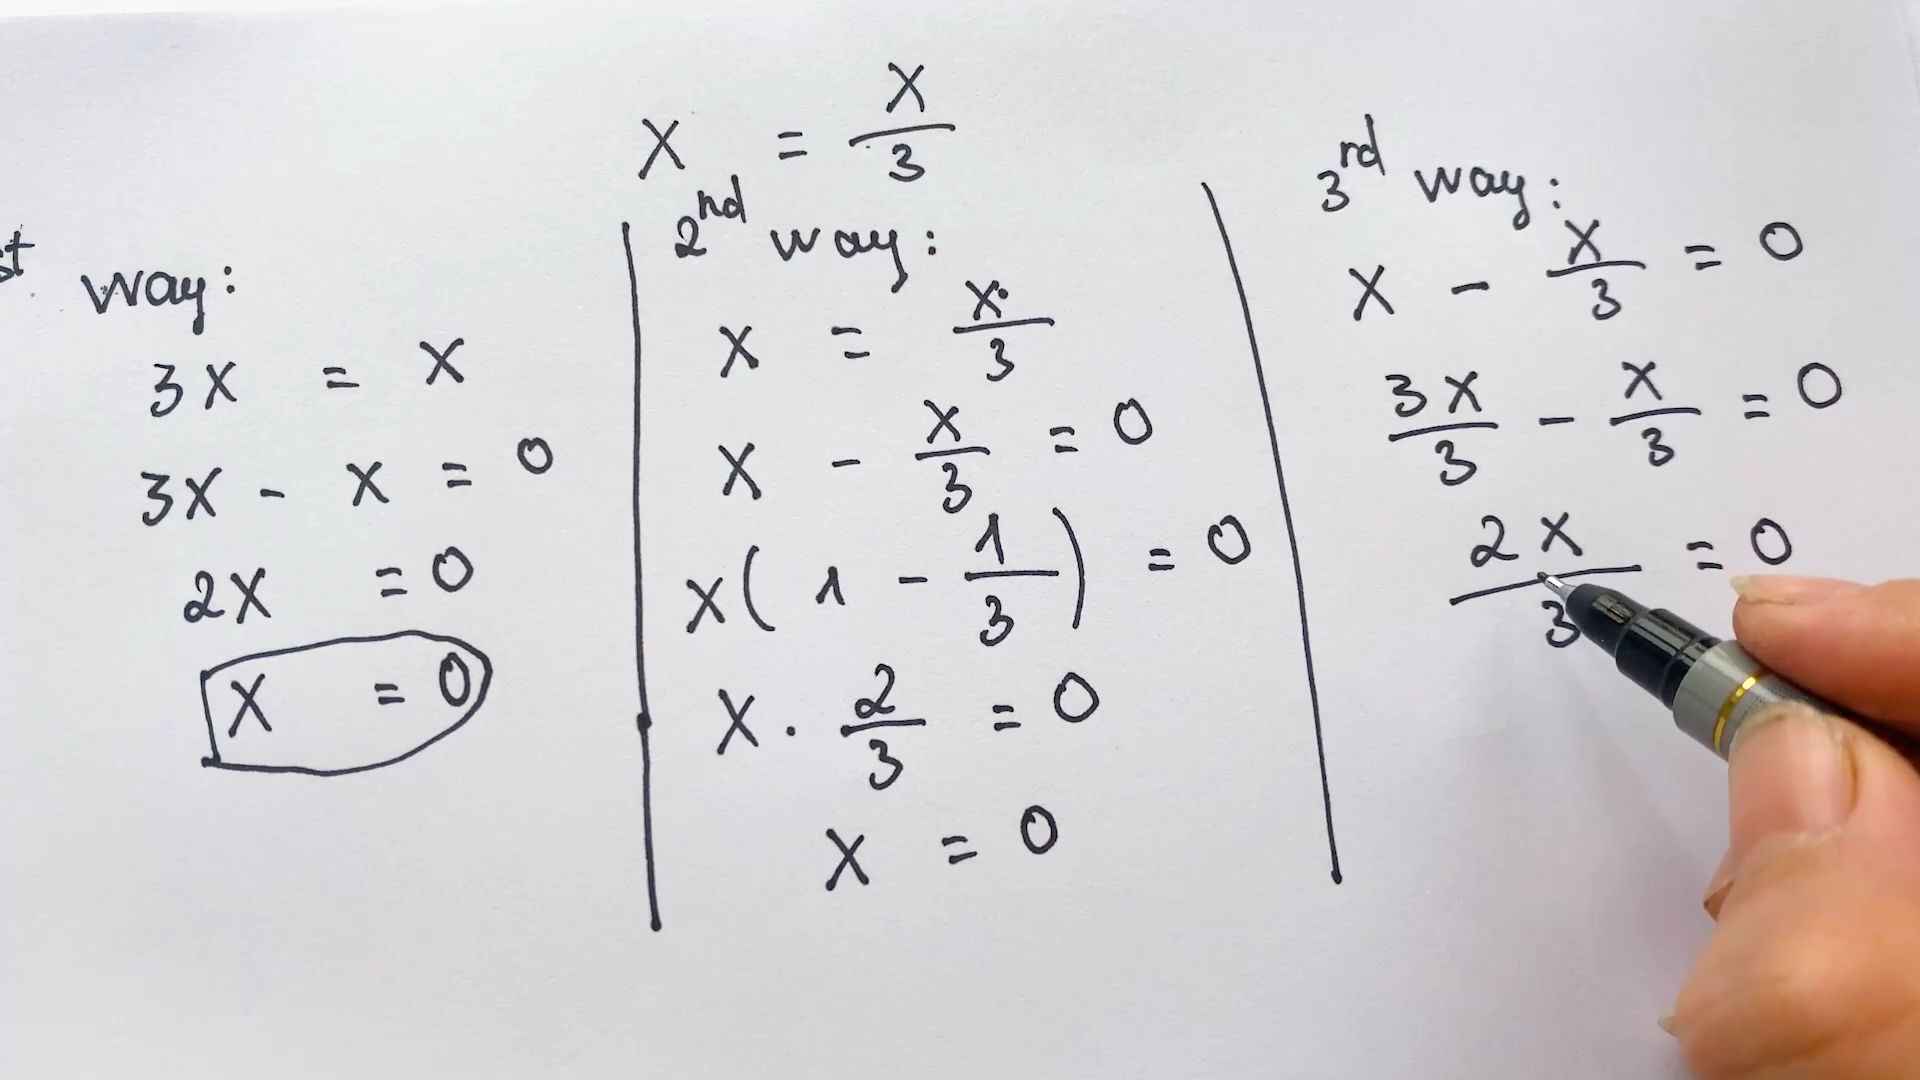 x = x/3
st way:
3x = x
3x - x = 0
2x = 0
x = 0
2nd way:
x = x/3
x - x/3 = 0
x(1 - 1/3) = 0
x · 2/3 = 0
x = 0
3rd way:
x - x/3 = 0
3x/3 - x/3 = 0
2x/3 = 0